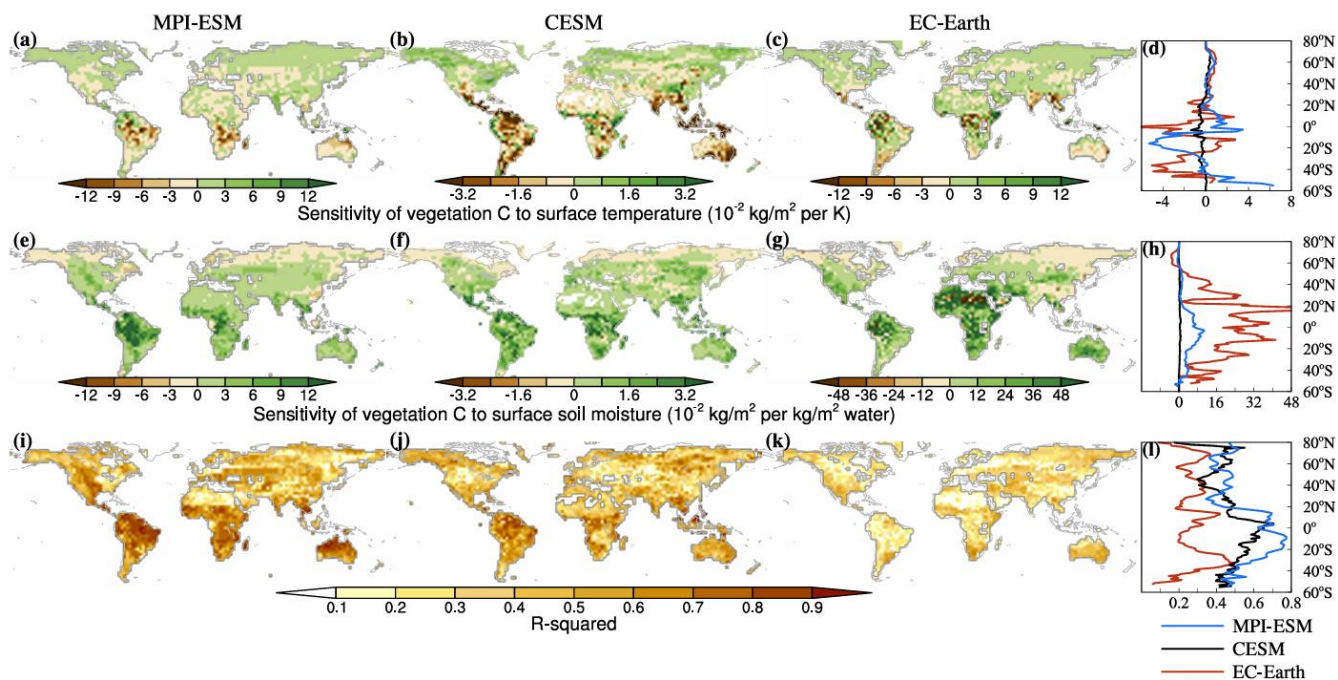 MPI-ESM CESM EC-Earth
(a) (b) (c) (d) 80°N
60°N
40°N
20°N
0°
20°S
40°S
60°S
-12 -9 -6 -3 0 3 6 9 12 -3.2 -1.6 0 1.6 3.2 -12 -9 -6 -3 0 3 6 9 12 -4 0 4 8
Sensitivity of vegetation C to surface temperature (10⁻² kg/m² per K)
(e) (f) (g) (h) 80°N
60°N
40°N
20°N
0°
20°S
40°S
60°S
-12 -9 -6 -3 0 3 6 9 12 -3.2 -1.6 0 1.6 3.2 -48 -36 -24 -12 0 12 24 36 48 0 16 32 48
Sensitivity of vegetation C to surface soil moisture (10⁻² kg/m² per kg/m² water)
(i) (j) (k) (l) 80°N
60°N
40°N
20°N
0°
20°S
40°S
60°S
0.1 0.2 0.3 0.4 0.5 0.6 0.7 0.8 0.9 0.2 0.4 0.6 0.8
R-squared
MPI-ESM
CESM
EC-Earth